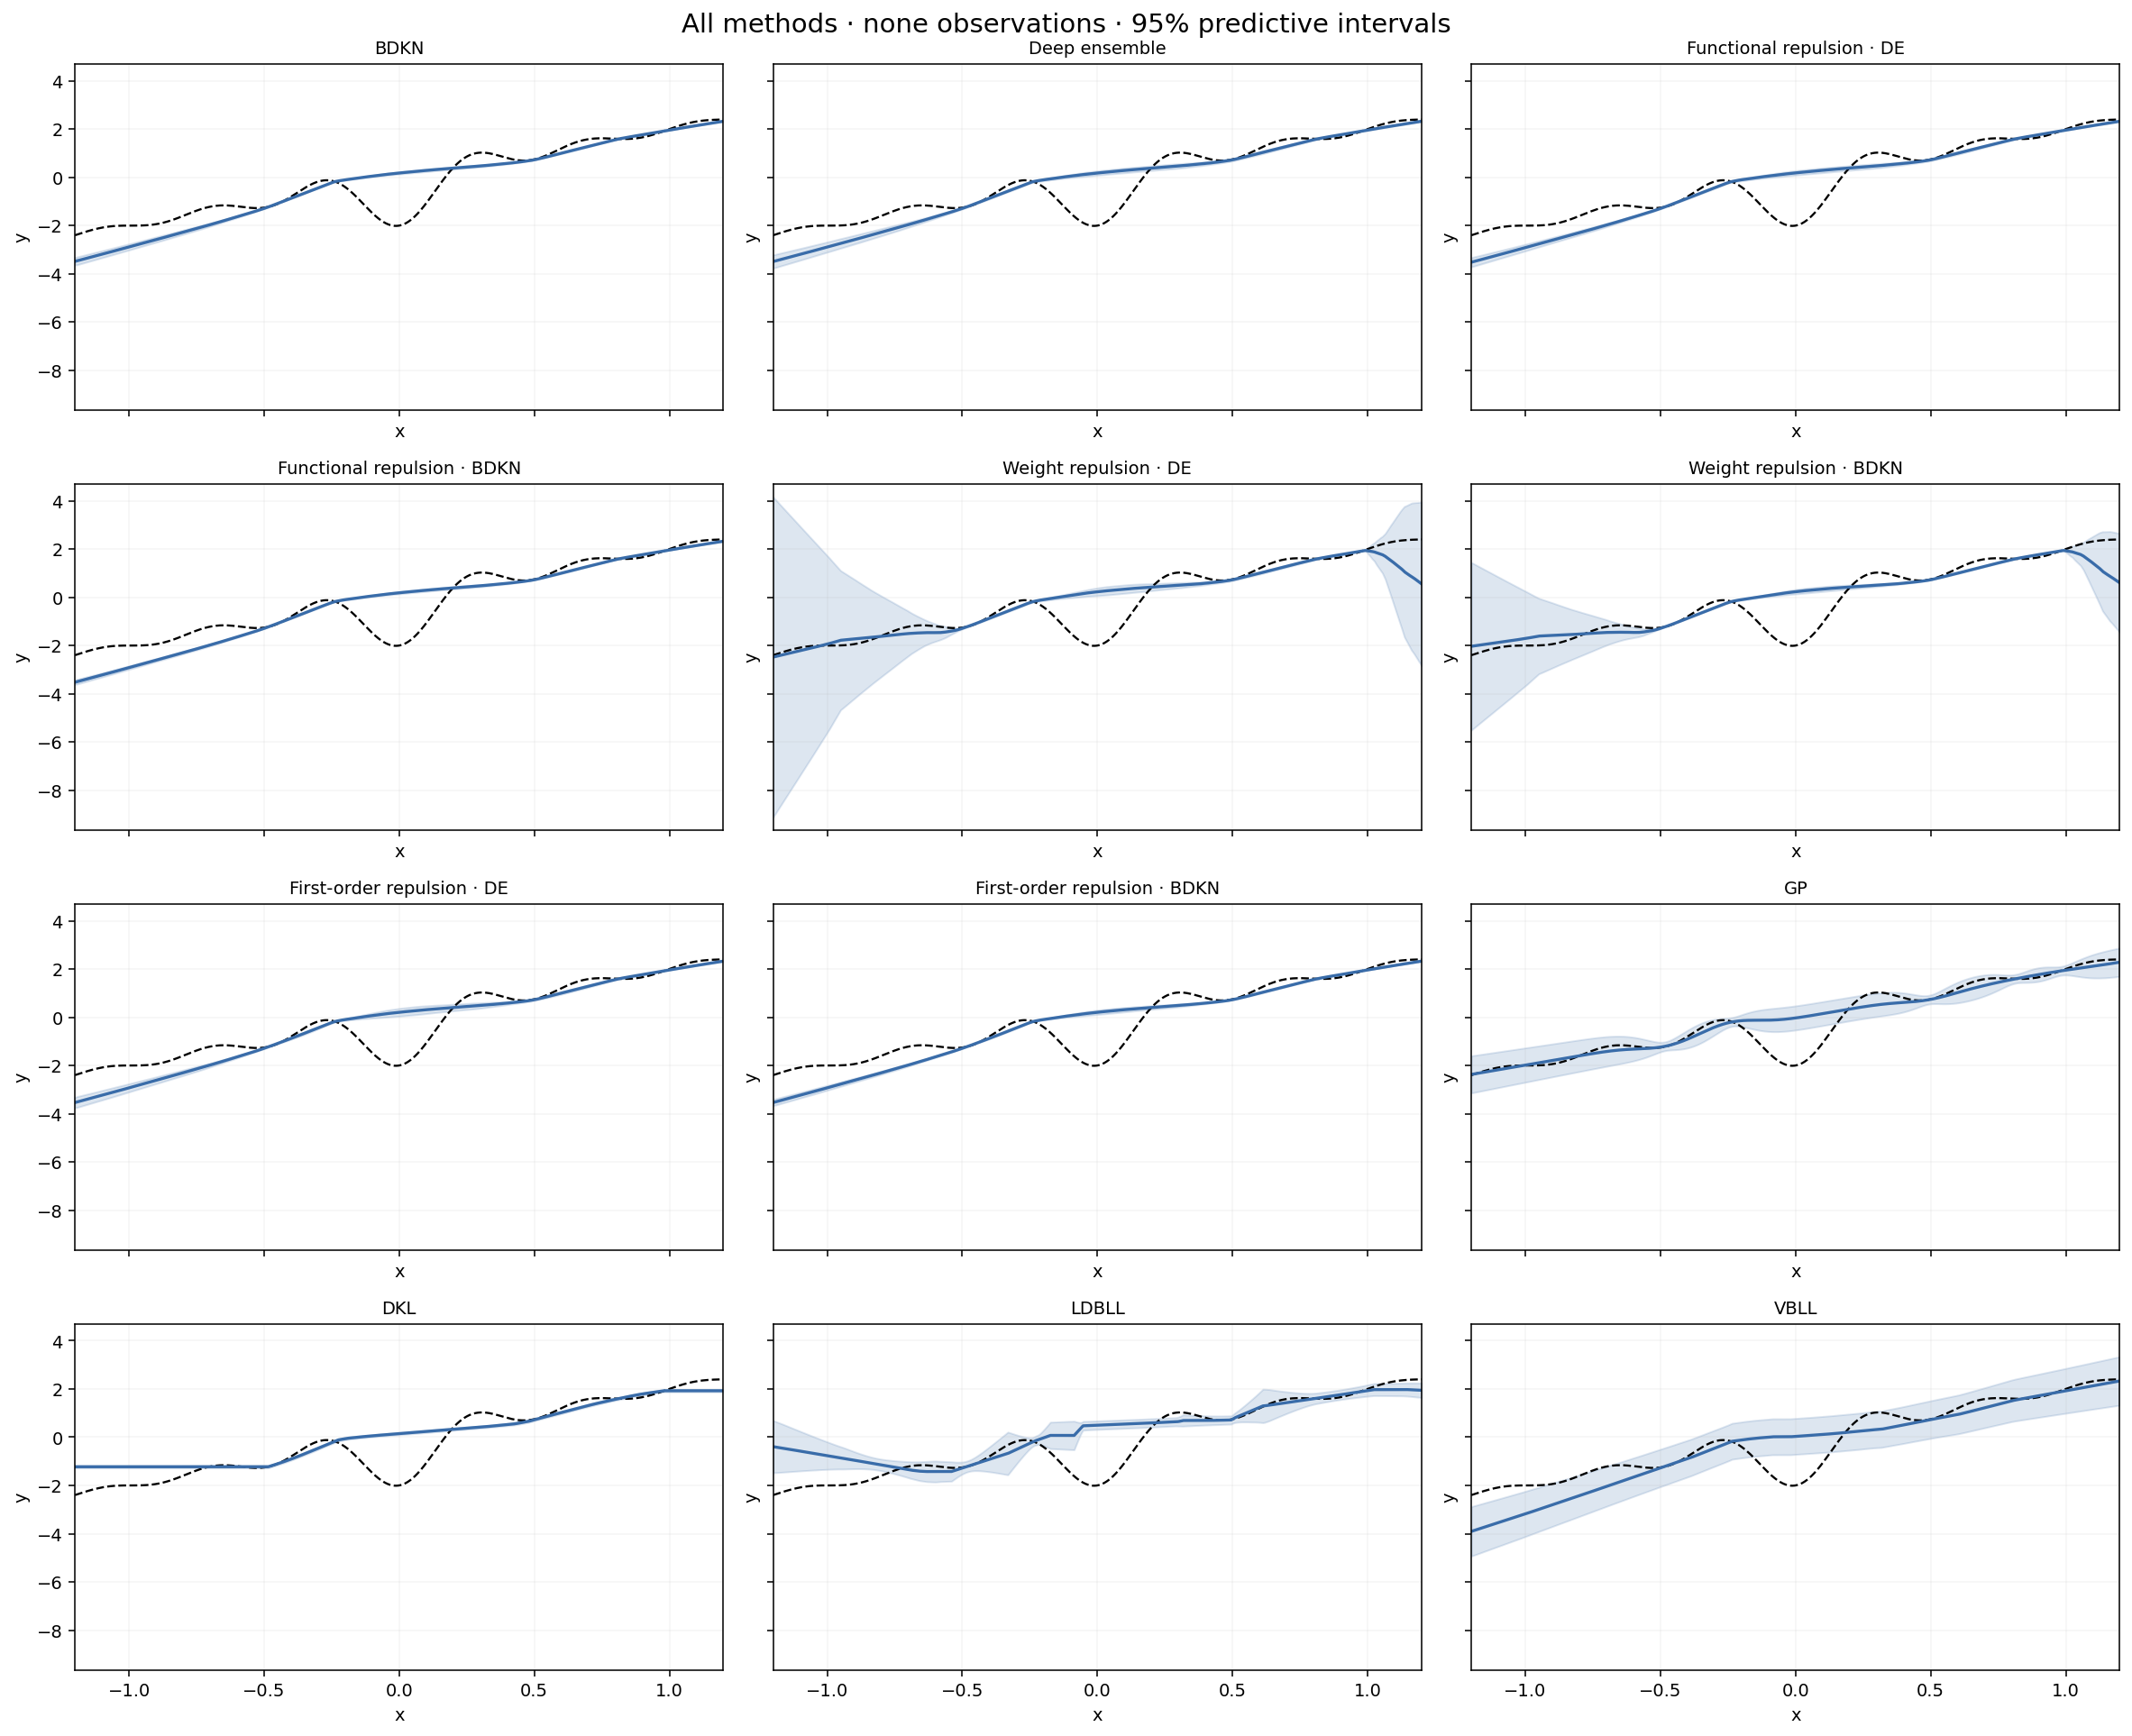 All methods · none observations · 95% predictive intervals
BDKN
Deep ensemble
Functional repulsion · DE
4
2
0
−2
−4
−6
−8
y
y
y
x
x
x
Functional repulsion · BDKN
Weight repulsion · DE
Weight repulsion · BDKN
4
2
0
−2
−4
−6
−8
y
y
y
x
x
x
First-order repulsion · DE
First-order repulsion · BDKN
GP
4
2
0
−2
−4
−6
−8
y
y
y
x
x
x
DKL
LDBLL
VBLL
4
2
0
−2
−4
−6
−8
y
y
y
−1.0 −0.5 0.0 0.5 1.0
−1.0 −0.5 0.0 0.5 1.0
−1.0 −0.5 0.0 0.5 1.0
x
x
x